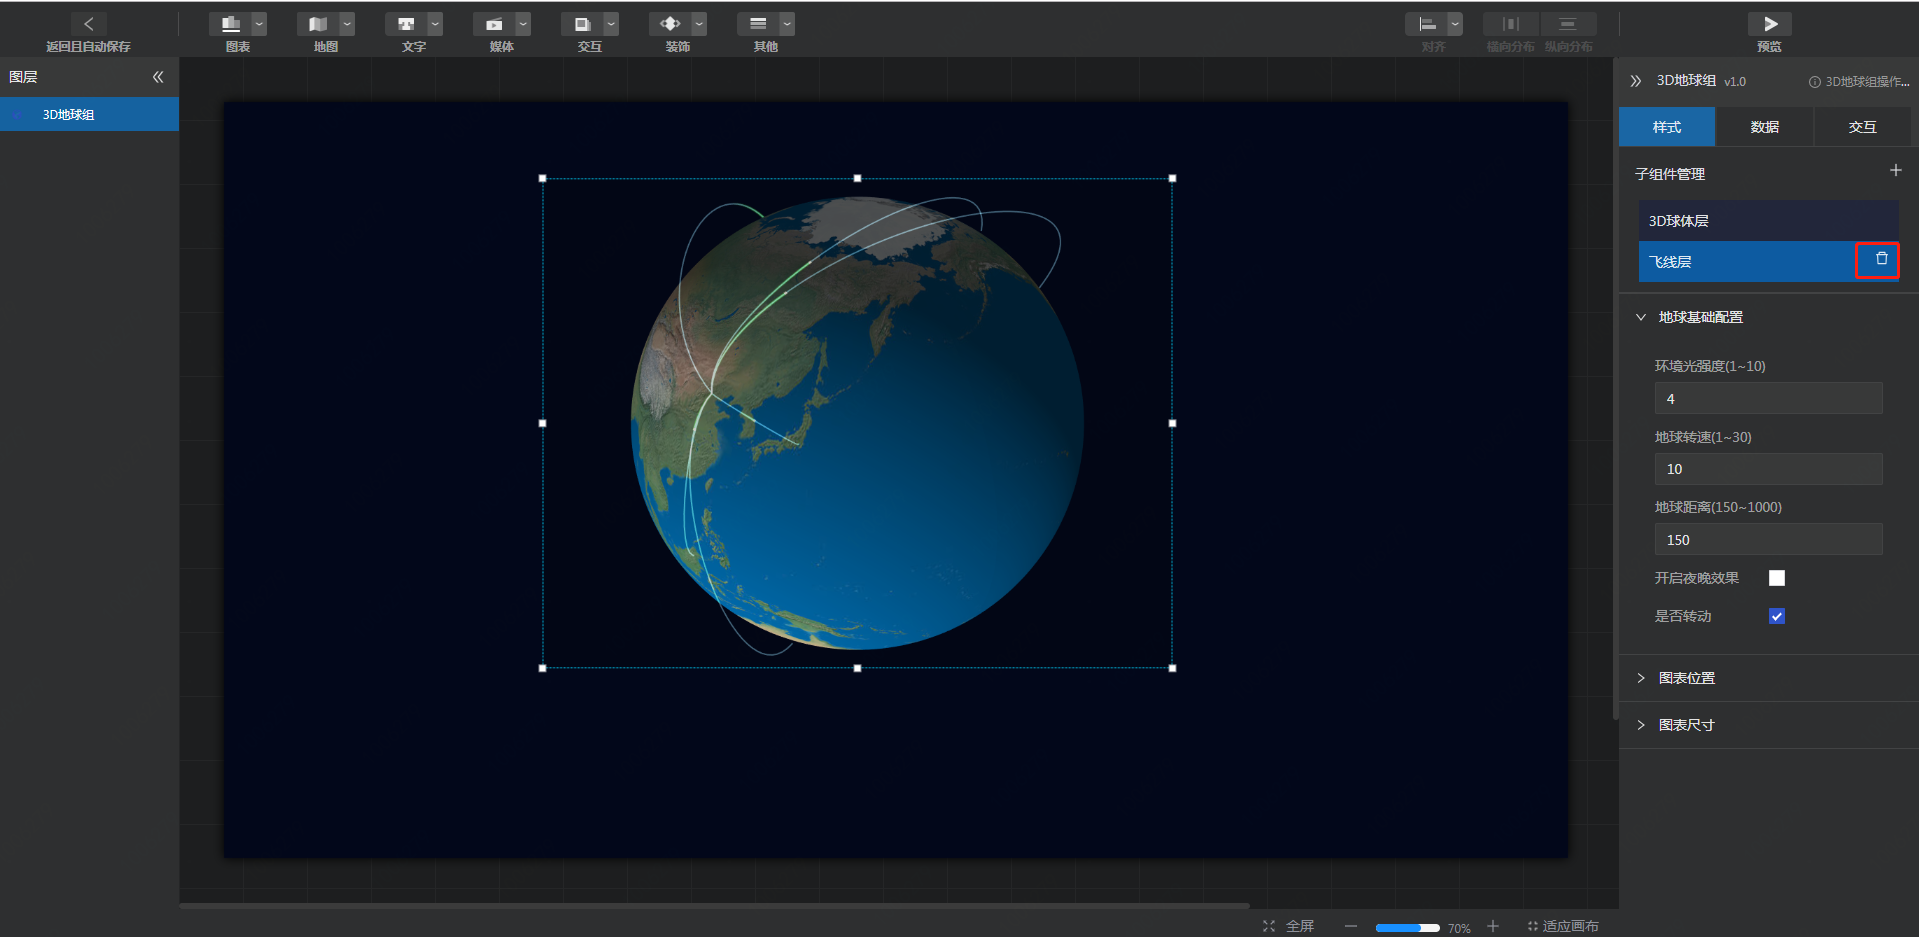 返回且自动保存
图表
地图
文字
媒体
交互
装饰
其他
对齐
横向分布
纵向分布
预览
图层
3D地球组
3D地球组 v1.0
3D地球组操作...
样式
数据
交互
子组件管理
3D球体层
飞线层
地球基础配置
环境光强度(1~10)
4
地球转速(1~30)
10
地球距离(150~1000)
150
开启夜晚效果
是否转动
图表位置
图表尺寸
全屏
70%
适应画布